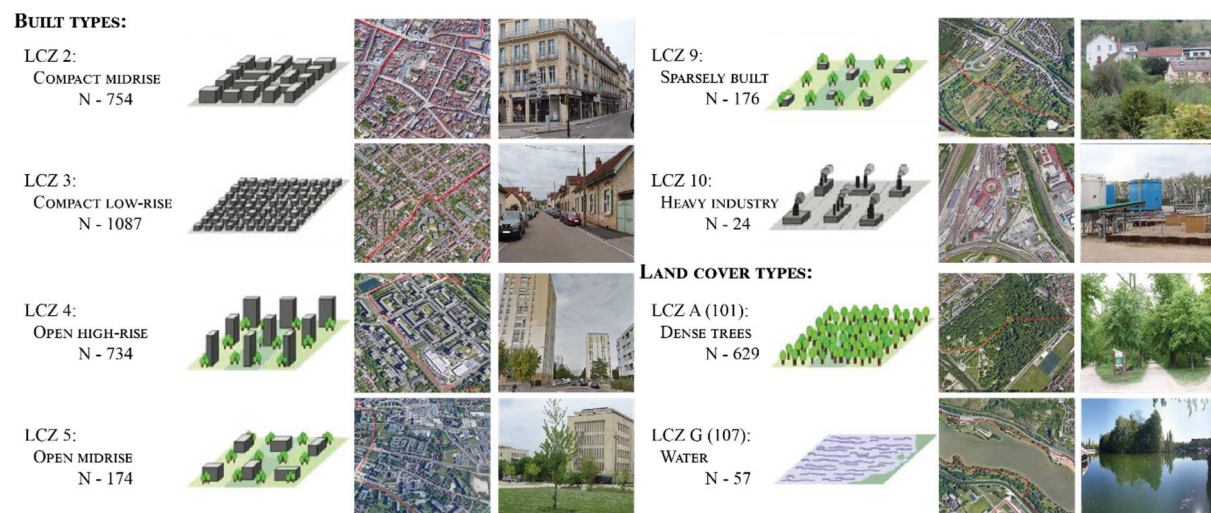 BUILT TYPES:
LCZ 2:
COMPACT MIDRISE
N - 754
LCZ 3:
COMPACT LOW-RISE
N - 1087
LCZ 4:
OPEN HIGH-RISE
N - 734
LCZ 5:
OPEN MIDRISE
N - 174
LCZ 9:
SPARSELY BUILT
N - 176
LCZ 10:
HEAVY INDUSTRY
N - 24
LAND COVER TYPES:
LCZ A (101):
DENSE TREES
N - 629
LCZ G (107):
WATER
N - 57